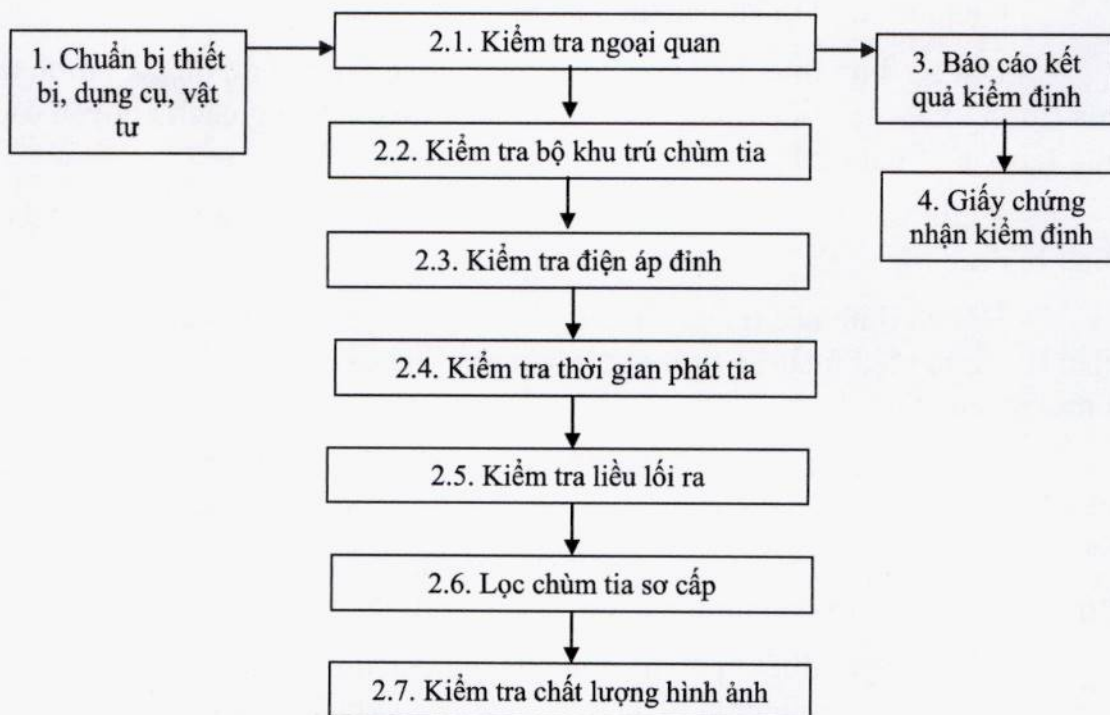 1. Chuẩn bị thiết
bị, dụng cụ, vật
tư
2.1. Kiểm tra ngoại quan
2.2. Kiểm tra bộ khu trú chùm tia
2.3. Kiểm tra điện áp đỉnh
2.4. Kiểm tra thời gian phát tia
2.5. Kiểm tra liều lối ra
2.6. Lọc chùm tia sơ cấp
2.7. Kiểm tra chất lượng hình ảnh
3. Báo cáo kết
quả kiểm định
4. Giấy chứng
nhận kiểm định